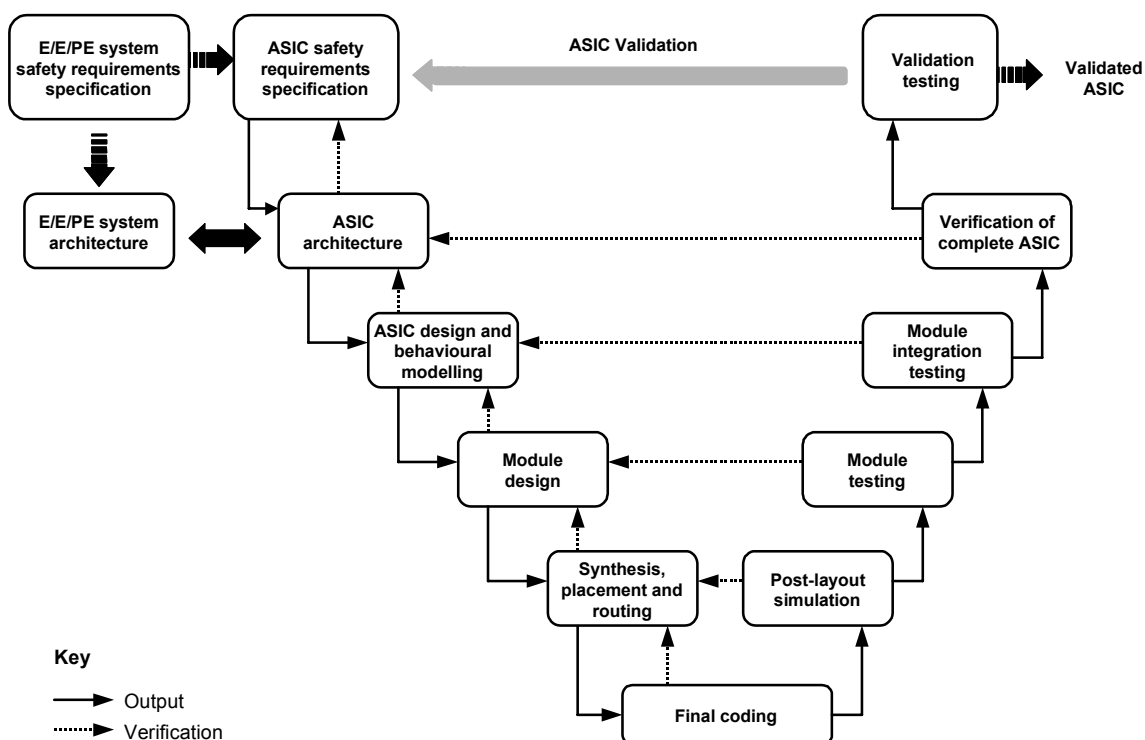 E/E/PE system
safety requirements
specification
ASIC safety
requirements
specification
ASIC Validation
Validation
testing
Validated
ASIC
E/E/PE system
architecture
ASIC
architecture
Verification of
complete ASIC
ASIC design and
behavioural
modelling
Module
integration
testing
Module
design
Module
testing
Synthesis,
placement and
routing
Post-layout
simulation
Final coding
Key
Output
Verification